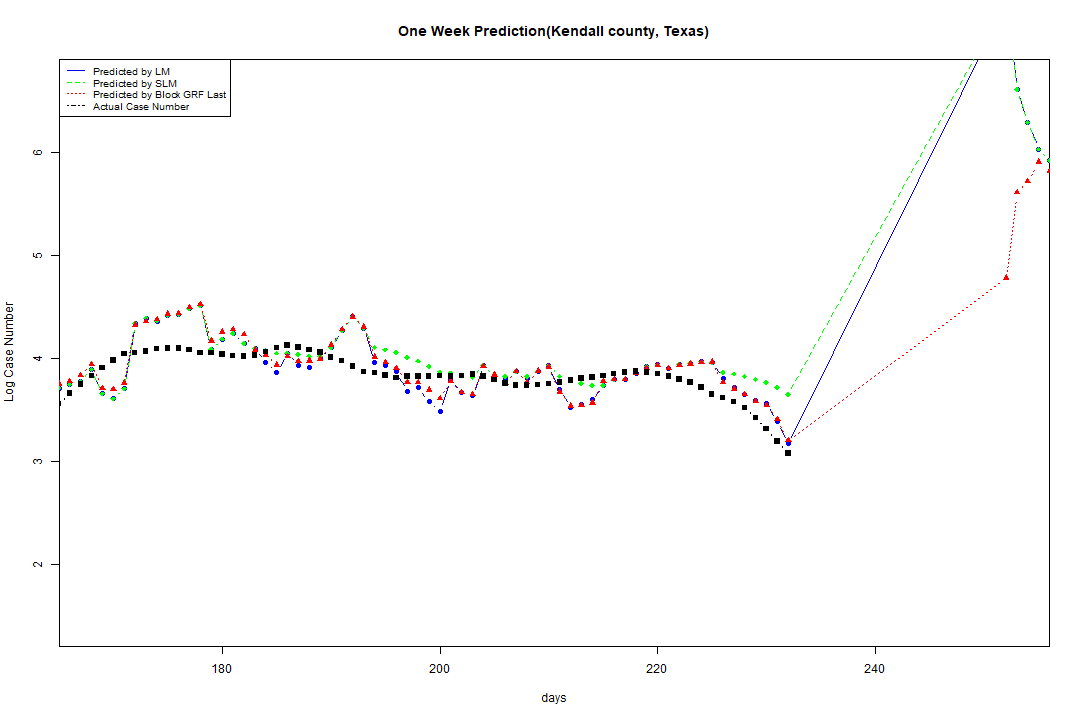 One Week Prediction(Kendall county, Texas)
Predicted by LM
Predicted by SLM
Predicted by Block GRF Last
Actual Case Number
Log Case Number
6
5
4
3
2
180
200
220
240
days